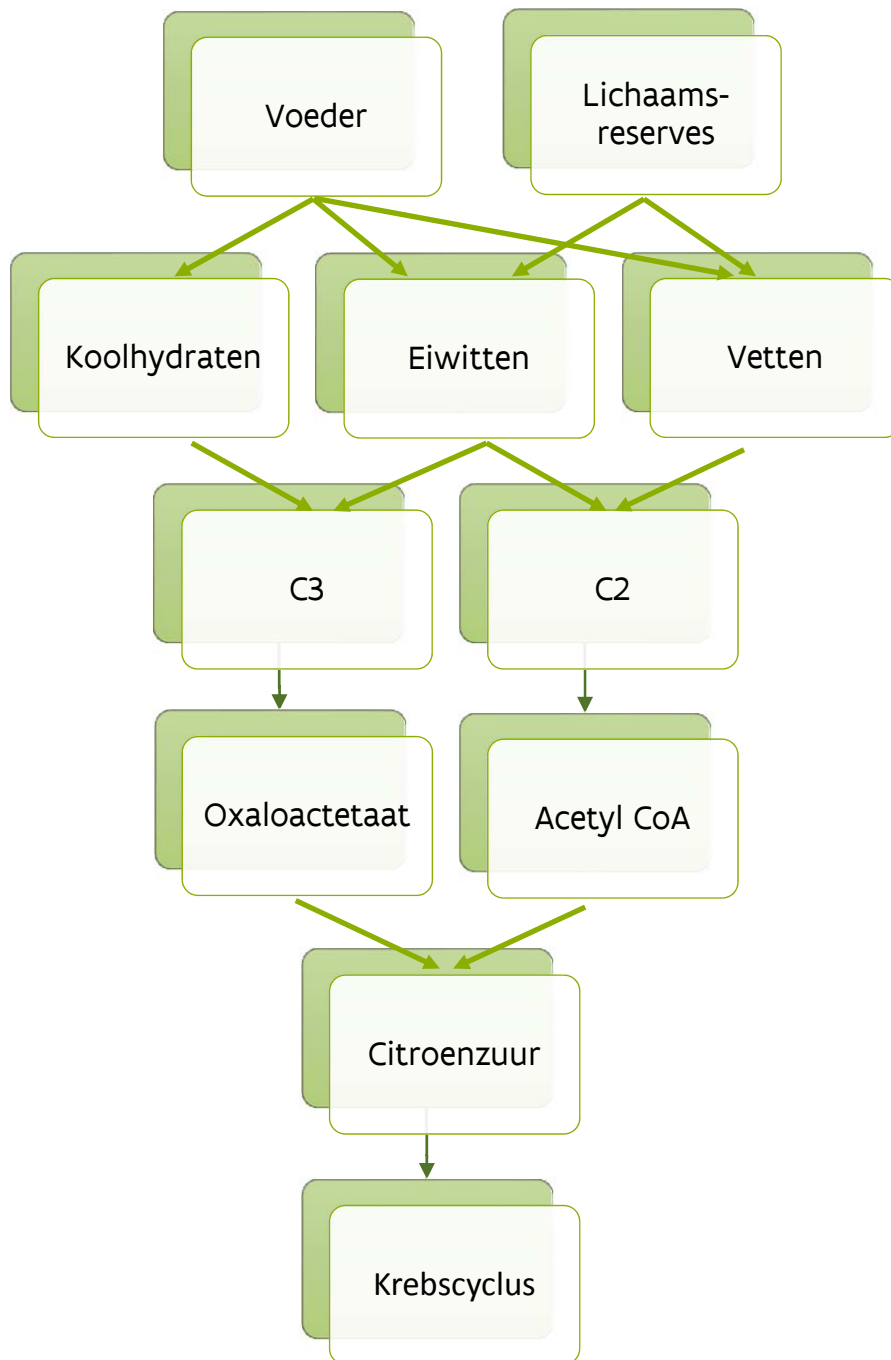 Voeder
Lichaams-
reserves
Koolhydraten
Eiwitten
Vetten
C3
C2
Oxaloactetaat
Acetyl CoA
Citroenzuur
Krebscyclus